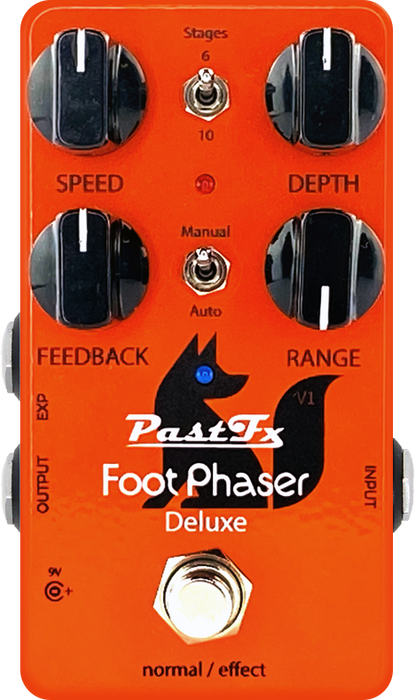 Stages
6
10
SPEED
DEPTH
Manual
Auto
FEEDBACK
RANGE
V1
EXP
OUTPUT
INPUT
PastFx
Foot Phaser
Deluxe
9V
+
normal / effect